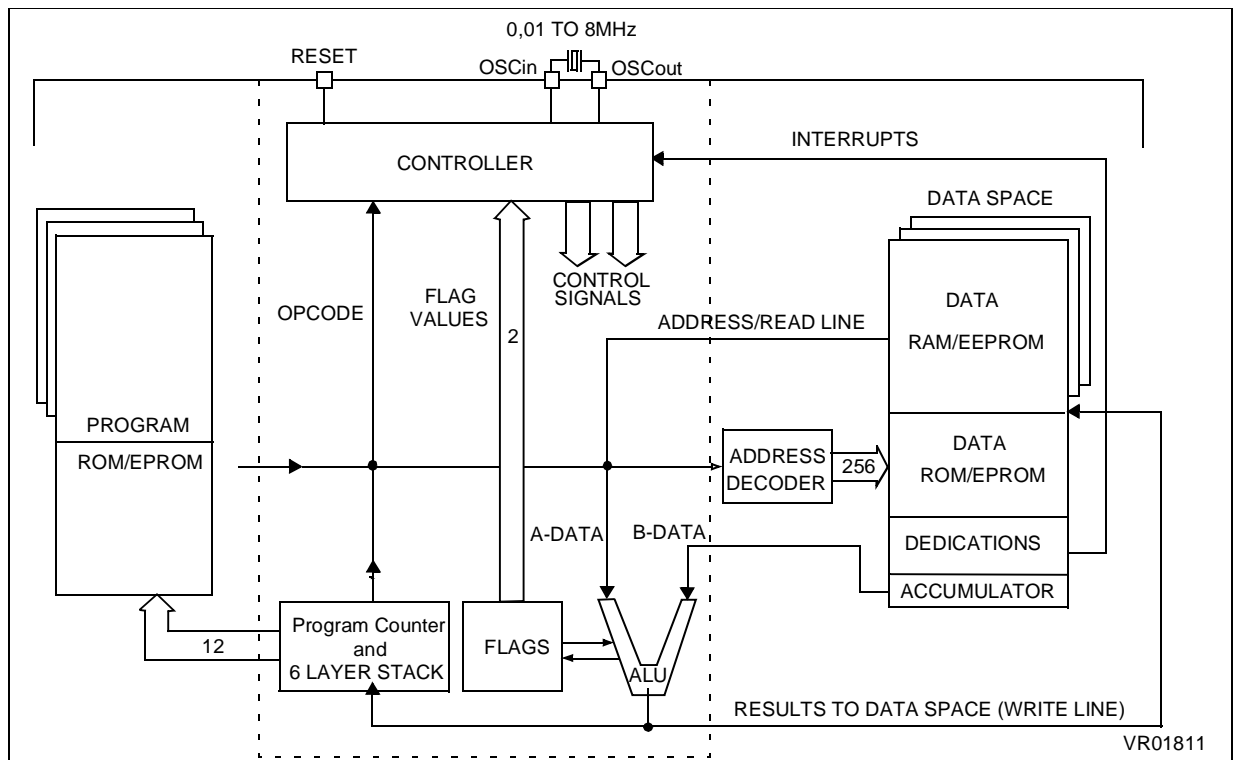 0,01 TO 8MHz
RESET
OSCin
OSCout
INTERRUPTS
CONTROLLER
DATA SPACE
CONTROL
SIGNALS
OPCODE
FLAG
VALUES
2
ADDRESS/READ LINE
DATA
RAM/EEPROM
PROGRAM
ROM/EPROM
ADDRESS
DECODER
256
DATA
ROM/EPROM
A-DATA
B-DATA
DEDICATIONS
ACCUMULATOR
12
Program Counter
and
6 LAYER STACK
FLAGS
ALU
RESULTS TO DATA SPACE (WRITE LINE)
VR01811